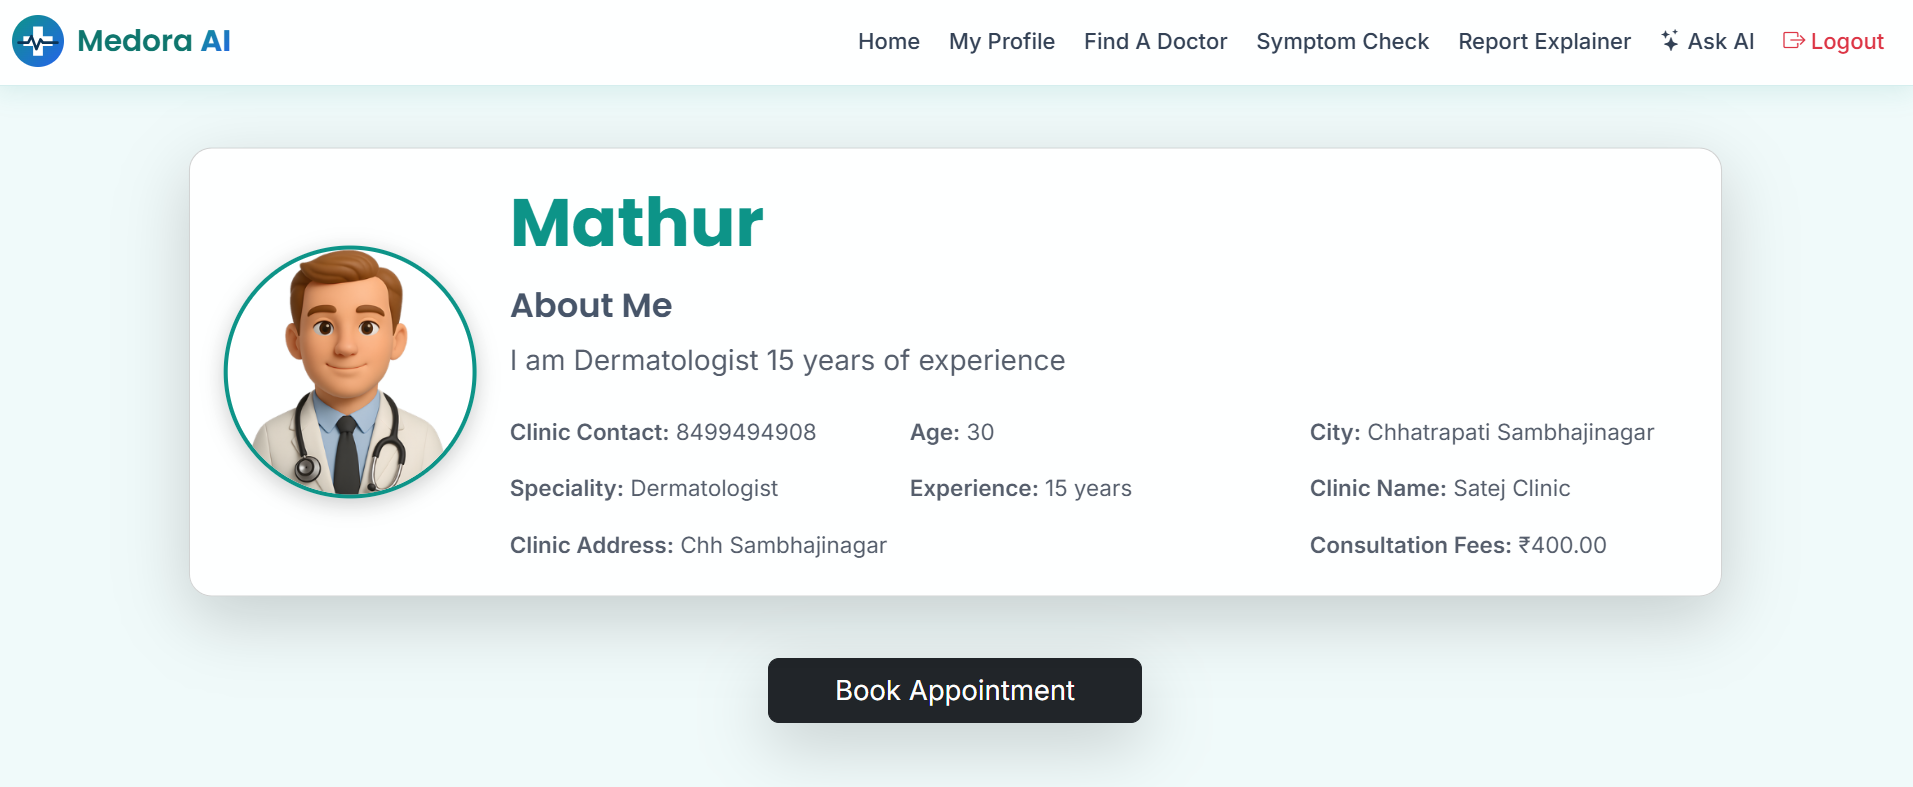 Medora AI
Home My Profile Find A Doctor Symptom Check Report Explainer Ask AI Logout
Mathur
About Me
I am Dermatologist 15 years of experience
Clinic Contact: 8499494908 Age: 30 City: Chhatrapati Sambhajinagar
Speciality: Dermatologist Experience: 15 years Clinic Name: Satej Clinic
Clinic Address: Chh Sambhajinagar Consultation Fees: ₹400.00
Book Appointment